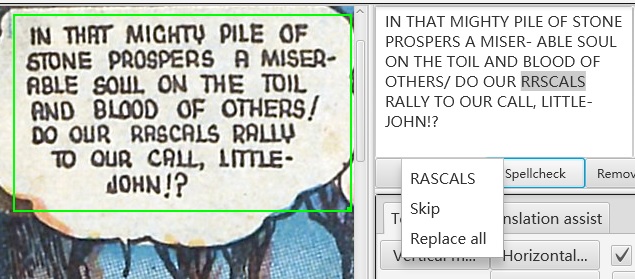 IN THAT MIGHTY PILE OF
STONE PROSPERS A MISER-
ABLE SOUL ON THE TOIL
AND BLOOD OF OTHERS!
DO OUR RASCALS RALLY
TO OUR CALL, LITTLE-
JOHN!?
IN THAT MIGHTY PILE OF STONE
PROSPERS A MISER- ABLE SOUL
ON THE TOIL AND BLOOD OF
OTHERS/ DO OUR RRSCALS
RALLY TO OUR CALL, LITTLE-
JOHN!?
Spellcheck Remov
RASCALS
Skip
Replace all
T nslation assist
Vertical m... Horizontal...